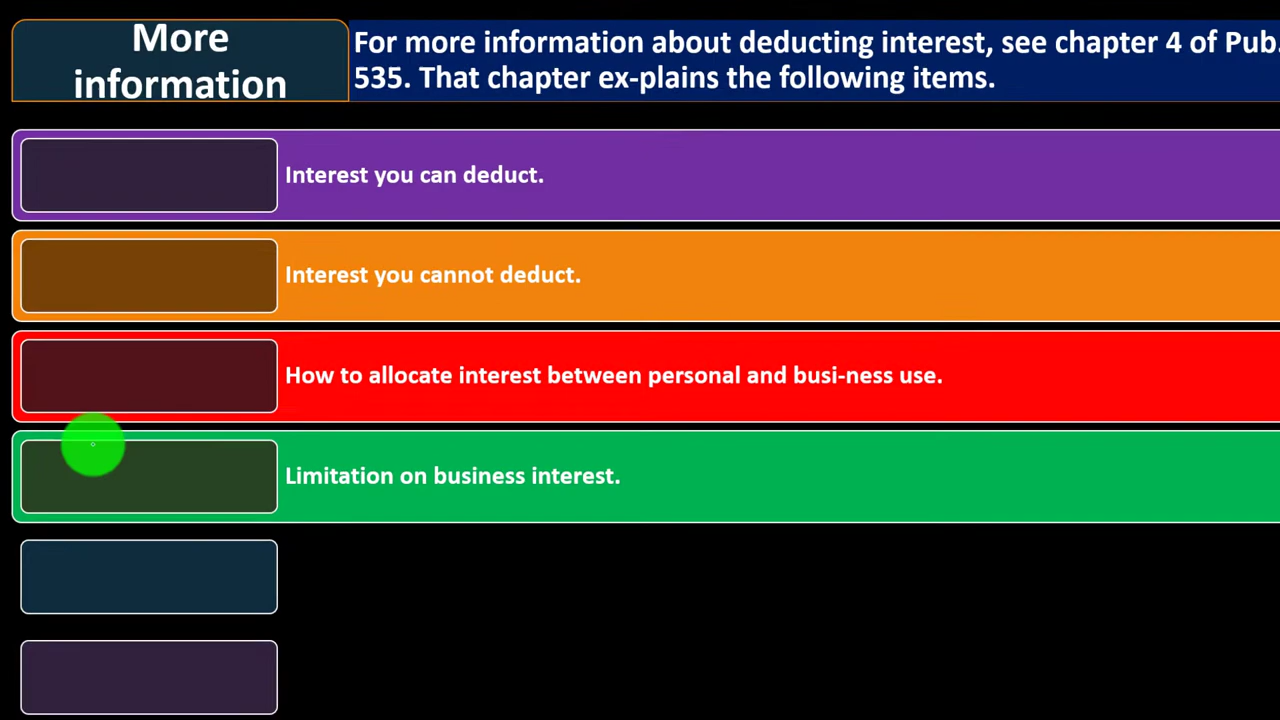 More
information
For more information about deducting interest, see chapter 4 of Pub.
535. That chapter ex-plains the following items.
Interest you can deduct.
Interest you cannot deduct.
How to allocate interest between personal and busi-ness use.
Limitation on business interest.